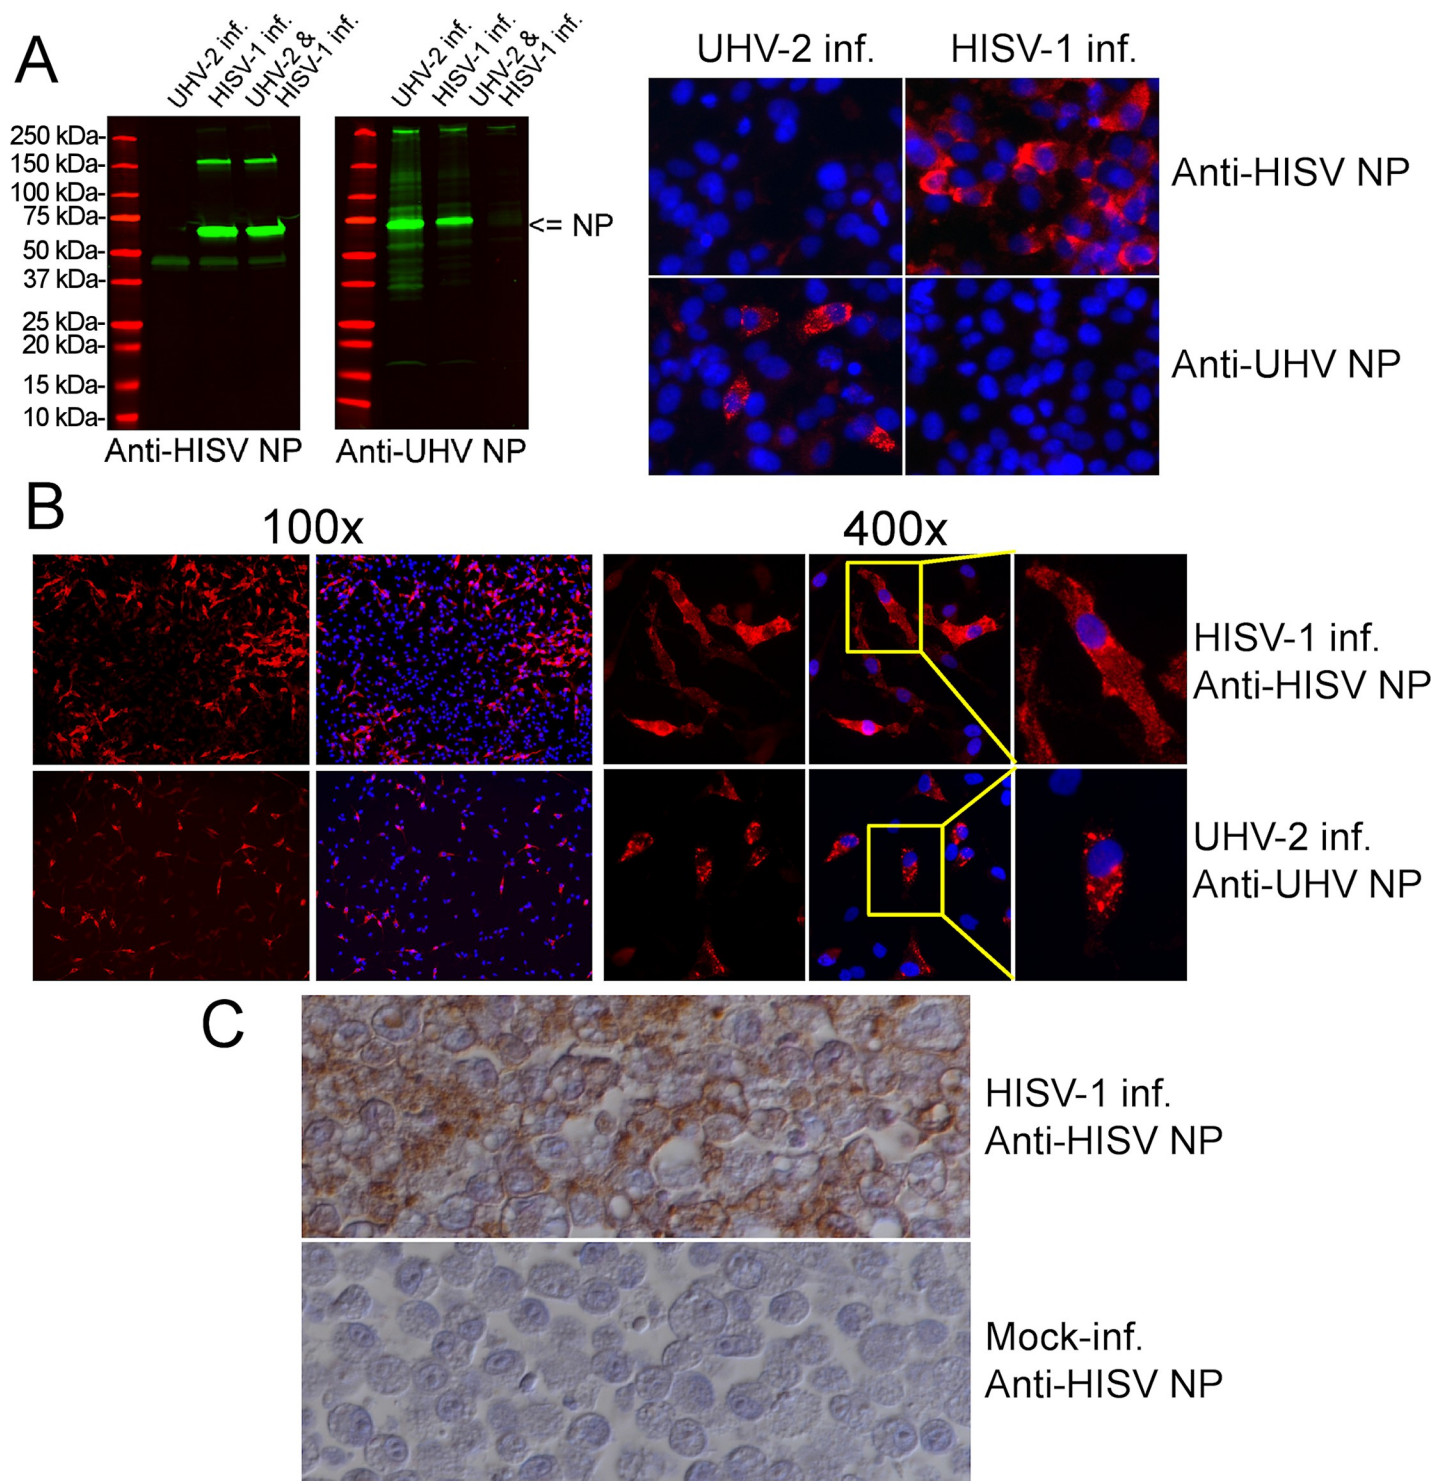 A
UHV-2 inf.
HISV-1 inf.
UHV-2 &
HISV-1 inf.
UHV-2 inf.
HISV-1 inf.
UHV-2 &
HISV-1 inf.
250 kDa-
150 kDa-
100 kDa-
75 kDa-
50 kDa-
37 kDa-
25 kDa-
20 kDa-
15 kDa-
10 kDa-
<= NP
Anti-HISV NP
Anti-UHV NP
UHV-2 inf.
HISV-1 inf.
Anti-HISV NP
Anti-UHV NP
B
100x
400x
HISV-1 inf.
Anti-HISV NP
UHV-2 inf.
Anti-UHV NP
C
HISV-1 inf.
Anti-HISV NP
Mock-inf.
Anti-HISV NP